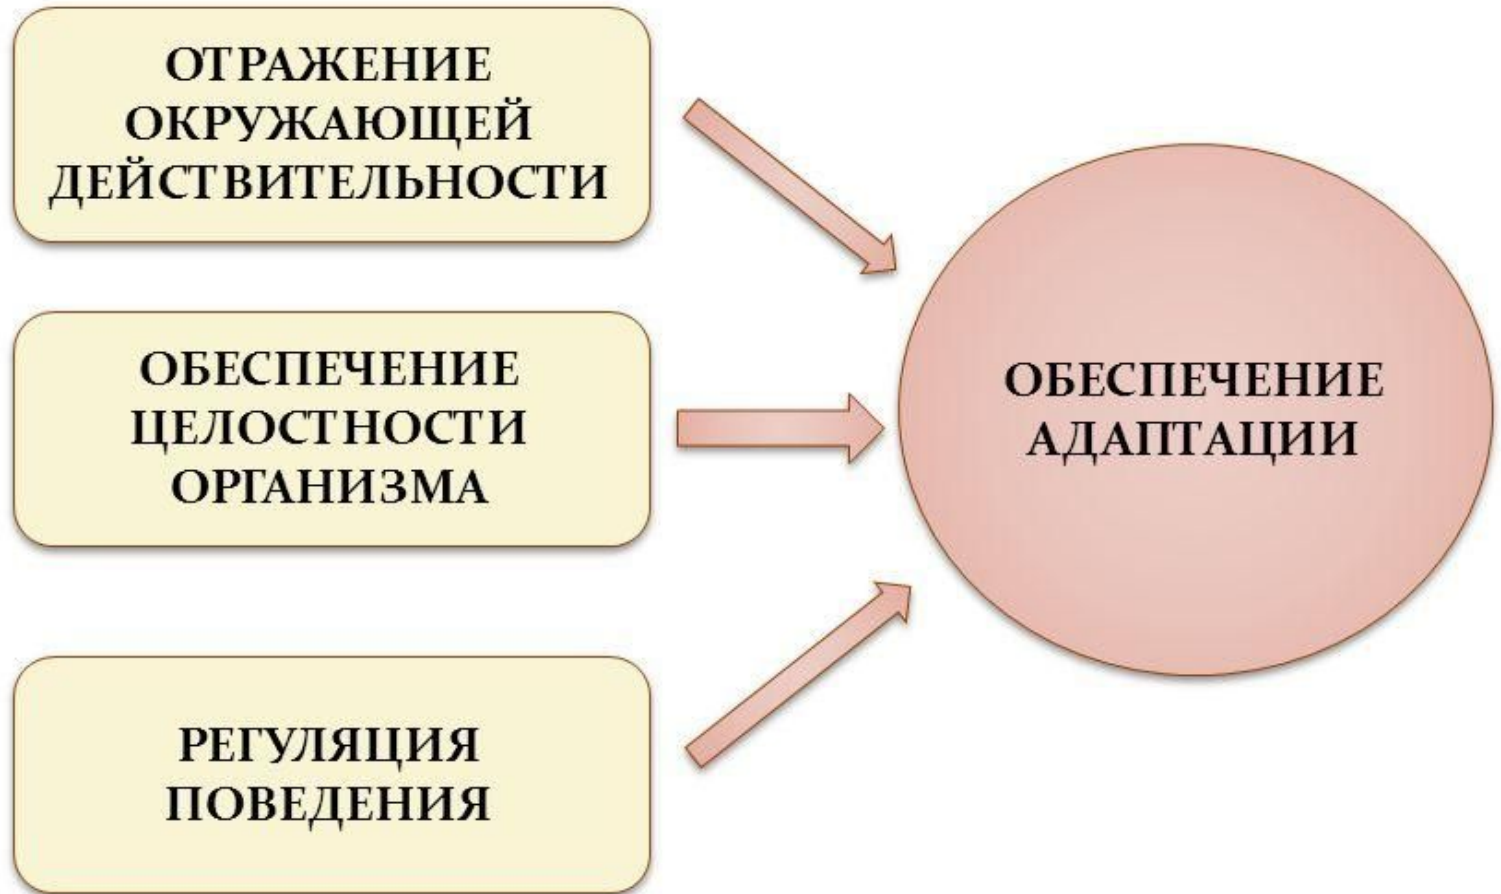 ОТРАЖЕНИЕ
ОКРУЖАЮЩЕЙ
ДЕЙСТВИТЕЛЬНОСТИ
ОБЕСПЕЧЕНИЕ
ЦЕЛОСТНОСТИ
ОРГАНИЗМА
РЕГУЛЯЦИЯ
ПОВЕДЕНИЯ
ОБЕСПЕЧЕНИЕ
АДАПТАЦИИ